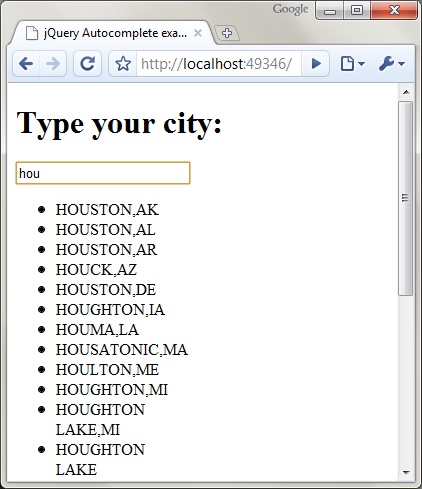 Google
jQuery Autocomplete exa...
http://localhost:49346/
Type your city:
hou
HOUSTON,AK
HOUSTON,AL
HOUSTON,AR
HOUCK,AZ
HOUSTON,DE
HOUGHTON,IA
HOUMA,LA
HOUSATONIC,MA
HOULTON,ME
HOUGHTON,MI
HOUGHTON
LAKE,MI
HOUGHTON
LAKE